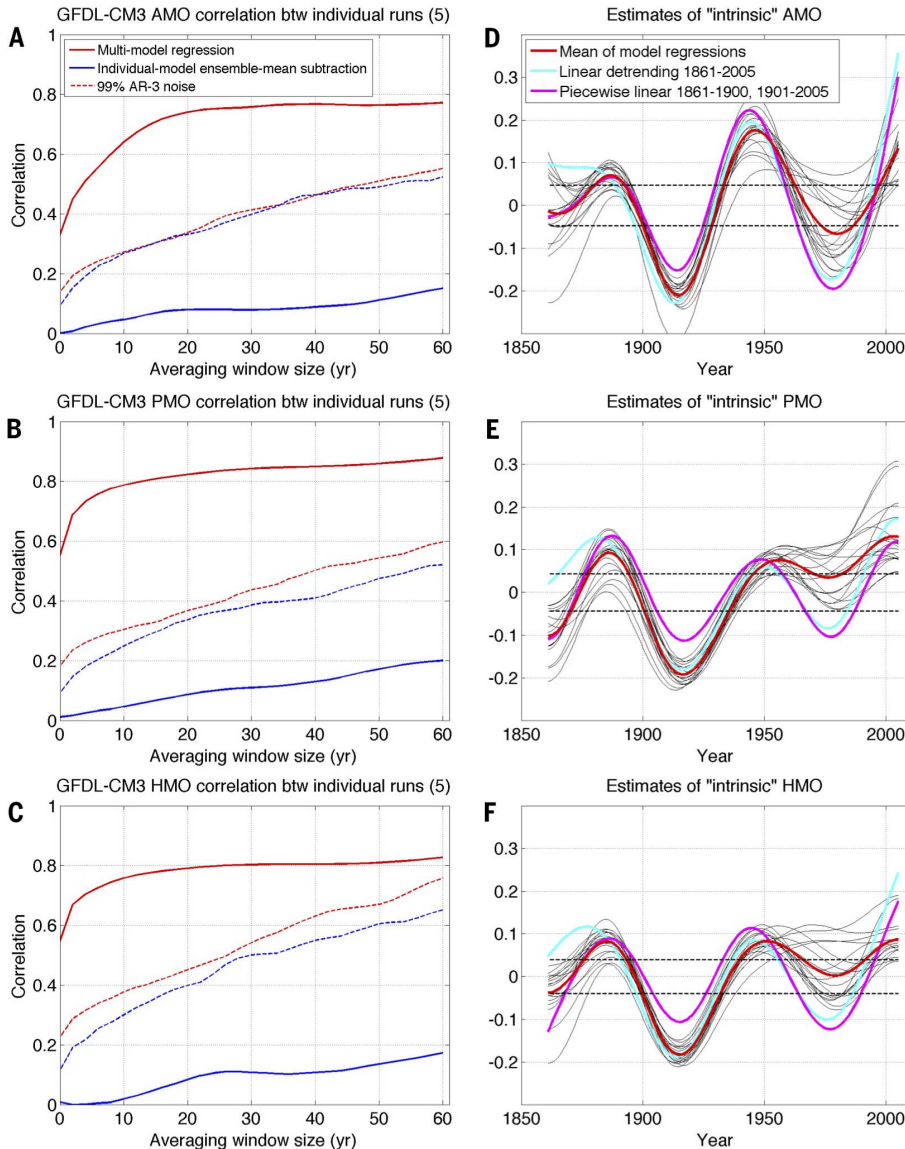 A
GFDL-CM3 AMO correlation btw individual runs (5)
Multi-model regression
Individual-model ensemble-mean subtraction
99% AR-3 noise
1
0.8
0.6
0.4
0.2
0
Correlation
0 10 20 30 40 50 60
Averaging window size (yr)
D
Estimates of "intrinsic" AMO
Mean of model regressions
Linear detrending 1861-2005
Piecewise linear 1861-1900, 1901-2005
0.3
0.2
0.1
0
-0.1
-0.2
1850 1900 1950 2000
Year
B
GFDL-CM3 PMO correlation btw individual runs (5)
1
0.8
0.6
0.4
0.2
0
Correlation
0 10 20 30 40 50 60
Averaging window size (yr)
E
Estimates of "intrinsic" PMO
0.3
0.2
0.1
0
-0.1
-0.2
1850 1900 1950 2000
Year
C
GFDL-CM3 HMO correlation btw individual runs (5)
1
0.8
0.6
0.4
0.2
0
Correlation
0 10 20 30 40 50 60
Averaging window size (yr)
F
Estimates of "intrinsic" HMO
0.3
0.2
0.1
0
-0.1
-0.2
1850 1900 1950 2000
Year